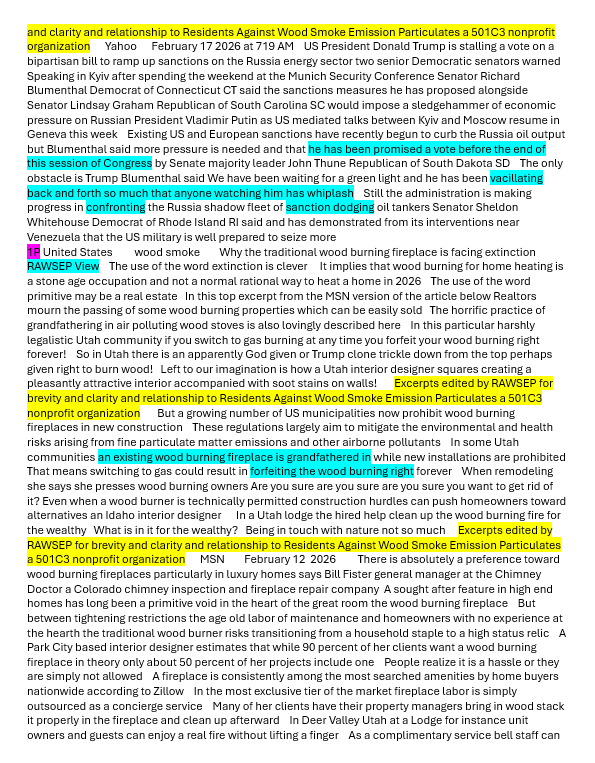 and clarity and relationship to Residents Against Wood Smoke Emission Particulates a 501C3 nonprofit
organization Yahoo February 17 2026 at 719 AM US President Donald Trump is stalling a vote on a
bipartisan bill to ramp up sanctions on the Russia energy sector two senior Democratic senators warned
Speaking in Kyiv after spending the weekend at the Munich Security Conference Senator Richard
Blumenthal Democrat of Connecticut CT said the sanctions measures he has proposed alongside
Senator Lindsay Graham Republican of South Carolina SC would impose a sledgehammer of economic
pressure on Russian President Vladimir Putin as US mediated talks between Kyiv and Moscow resume in
Geneva this week Existing US and European sanctions have recently begun to curb the Russia oil output
but Blumenthal said more pressure is needed and that he has been promised a vote before the end of
this session of Congress by Senate majority leader John Thune Republican of South Dakota SD The only
obstacle is Trump Blumenthal said We have been waiting for a green light and he has been vacillating
back and forth so much that anyone watching him has whiplash Still the administration is making
progress in confronting the Russia shadow fleet of sanction dodging oil tankers Senator Sheldon
Whitehouse Democrat of Rhode Island RI said and has demonstrated from its interventions near
Venezuela that the US military is well prepared to seize more
1P United States wood smoke Why the traditional wood burning fireplace is facing extinction
RAWSEP View The use of the word extinction is clever It implies that wood burning for home heating is
a stone age occupation and not a normal rational way to heat a home in 2026 The use of the word
primitive may be a real estate In this top excerpt from the MSN version of the article below Realtors
mourn the passing of some wood burning properties which can be easily sold The horrific practice of
grandfathering in air polluting wood stoves is also lovingly described here In this particular harshly
legalistic Utah community if you switch to gas burning at any time you forfeit your wood burning right
forever! So in Utah there is an apparently God given or Trump clone trickle down from the top perhaps
given right to burn wood! Left to our imagination is how a Utah interior designer squares creating a
pleasantly attractive interior accompanied with soot stains on walls! Excerpts edited by RAWSEP for
brevity and clarity and relationship to Residents Against Wood Smoke Emission Particulates a 501C3
nonprofit organization But a growing number of US municipalities now prohibit wood burning
fireplaces in new construction These regulations largely aim to mitigate the environmental and health
risks arising from fine particulate matter emissions and other airborne pollutants In some Utah
communities an existing wood burning fireplace is grandfathered in while new installations are prohibited
That means switching to gas could result in forfeiting the wood burning right forever When remodeling
she says she presses wood burning owners Are you sure are you sure are you sure you want to get rid of
it? Even when a wood burner is technically permitted construction hurdles can push homeowners toward
alternatives an Idaho interior designer In a Utah lodge the hired help clean up the wood burning fire for
the wealthy What is in it for the wealthy? Being in touch with nature not so much Excerpts edited by
RAWSEP for brevity and clarity and relationship to Residents Against Wood Smoke Emission Particulates
a 501C3 nonprofit organization MSN February 12 2026 There is absolutely a preference toward
wood burning fireplaces particularly in luxury homes says Bill Fister general manager at the Chimney
Doctor a Colorado chimney inspection and fireplace repair company A sought after feature in high end
homes has long been a primitive void in the heart of the great room the wood burning fireplace But
between tightening restrictions the age old labor of maintenance and homeowners with no experience at
the hearth the traditional wood burner risks transitioning from a household staple to a high status relic A
Park City based interior designer estimates that while 90 percent of her clients want a wood burning
fireplace in theory only about 50 percent of her projects include one People realize it is a hassle or they
are simply not allowed A fireplace is consistently among the most searched amenities by home buyers
nationwide according to Zillow In the most exclusive tier of the market fireplace labor is simply
outsourced as a concierge service Many of her clients have their property managers bring in wood stack
it properly in the fireplace and clean up afterward In Deer Valley Utah at a Lodge for instance unit
owners and guests can enjoy a real fire without lifting a finger As a complimentary service bell staff can